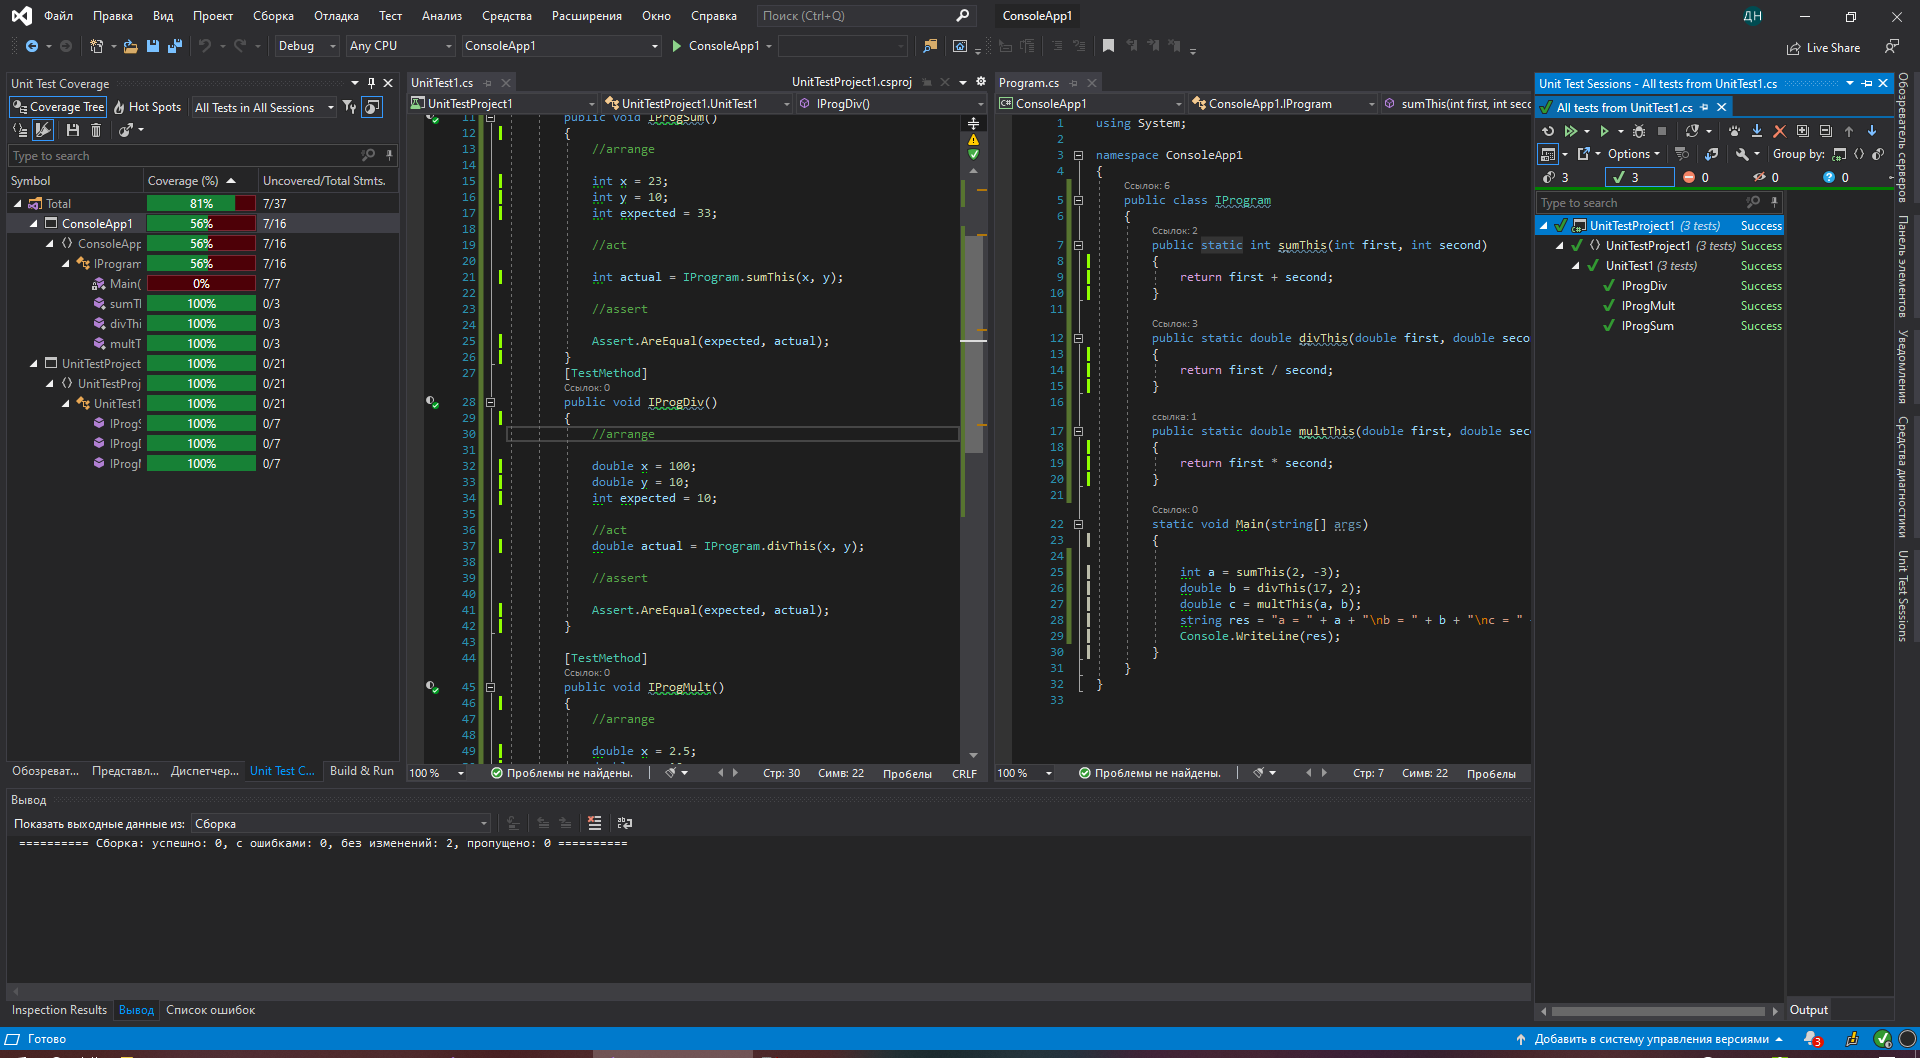 Файл Правка Вид Проект Сборка Отладка Тест Анализ Средства Расширения Окно Справка Поиск (Ctrl+Q) ConsoleApp1 ДН
Debug Any CPU ConsoleApp1 ConsoleApp1 Live Share
Unit Test Coverage
Coverage Tree Hot Spots All Tests in All Sessions
Type to search
Symbol Coverage (%) Uncovered/Total Stmts.
Total 81% 7/37
ConsoleApp1 56% 7/16
ConsoleApp 56% 7/16
IProgram 56% 7/16
Main( 0% 7/7
sumTl 100% 0/3
divThi 100% 0/3
multT 100% 0/3
UnitTestProject 100% 0/21
UnitTestProj 100% 0/21
UnitTest1 100% 0/21
IProgS 100% 0/7
IProgD 100% 0/7
IProgM 100% 0/7
Обозреват... Представл... Диспетчер... Unit Test C... Build & Run
UnitTest1.cs UnitTestProject1.csproj
UnitTestProject1 UnitTestProject1.UnitTest1 IProgDiv()
11 public void IProgSum()
12 {
13 //arrange
14
15 int x = 23;
16 int y = 10;
17 int expected = 33;
18
19 //act
20
21 int actual = IProgram.sumThis(x, y);
22
23 //assert
24
25 Assert.AreEqual(expected, actual);
26 }
27 [TestMethod]
Ссылок: 0
28 public void IProgDiv()
29 {
30 //arrange
31
32 double x = 100;
33 double y = 10;
34 int expected = 10;
35
36 //act
37 double actual = IProgram.divThis(x, y);
38
39 //assert
40
41 Assert.AreEqual(expected, actual);
42 }
43
44 [TestMethod]
Ссылок: 0
45 public void IProgMult()
46 {
47 //arrange
48
49 double x = 2.5;
100 % Проблемы не найдены. Стр: 30 Симв: 22 Пробелы CRLF
Program.cs
ConsoleApp1 ConsoleApp1.IProgram sumThis(int first, int seco
1 using System;
2
3 namespace ConsoleApp1
4 {
Ссылок: 6
5 public class IProgram
6 {
Ссылок: 2
7 public static int sumThis(int first, int second)
8 {
9 return first + second;
10 }
11
Ссылок: 3
12 public static double divThis(double first, double seco
13 {
14 return first / second;
15 }
16
ссылка: 1
17 public static double multThis(double first, double seco
18 {
19 return first * second;
20 }
21
Ссылок: 0
22 static void Main(string[] args)
23 {
24
25 int a = sumThis(2, -3);
26 double b = divThis(17, 2);
27 double c = multThis(a, b);
28 string res = "a = " + a + "\nb = " + b + "\nc = "
29 Console.WriteLine(res);
30 }
31 }
32 }
33
100 % Проблемы не найдены. Стр: 7 Симв: 22 Пробелы
Unit Test Sessions - All tests from UnitTest1.cs
All tests from UnitTest1.cs
Options Group by:
3 3 0 0 0
Type to search
UnitTestProject1 (3 tests) Success
UnitTestProject1 (3 tests) Success
UnitTest1 (3 tests) Success
IProgDiv Success
IProgMult Success
IProgSum Success
Output
Обозреватель серверов
Панель элементов
Уведомления
Средства диагностики
Unit Test Sessions
Вывод
Показать выходные данные из: Сборка
========== Сборка: успешно: 0, с ошибками: 0, без изменений: 2, пропущено: 0 ==========
Inspection Results Вывод Список ошибок
Готово Добавить в систему управления версиями 3